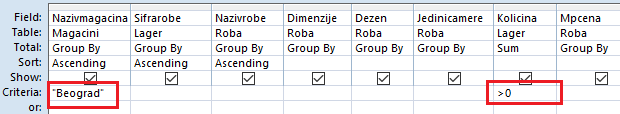 Field: Nazivmagacina Sifrarobe Nazivrobe Dimenzije Dezen Jedinicamere Kolicina Mpcena
Table: Magacini Lager Roba Roba Roba Roba Lager Roba
Total: Group By Group By Group By Group By Group By Group By Sum Group By
Sort: Ascending Ascending Ascending
Show:
Criteria: "Beograd" >0
or: